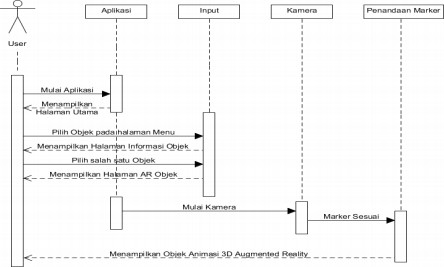 Aplikasi
Input
Kamera
Penandaan Marker
User
Mulai Aplikasi
Menampilkan
Halaman Utama
Pilih Objek pada halaman Menu
Menampilkan Halaman Informasi Objek
Pilih salah satu Objek
Menampilkan Halaman AR Objek
Mulai Kamera
Marker Sesuai
Menampilkan Objek Animasi 3D Augmented Reality